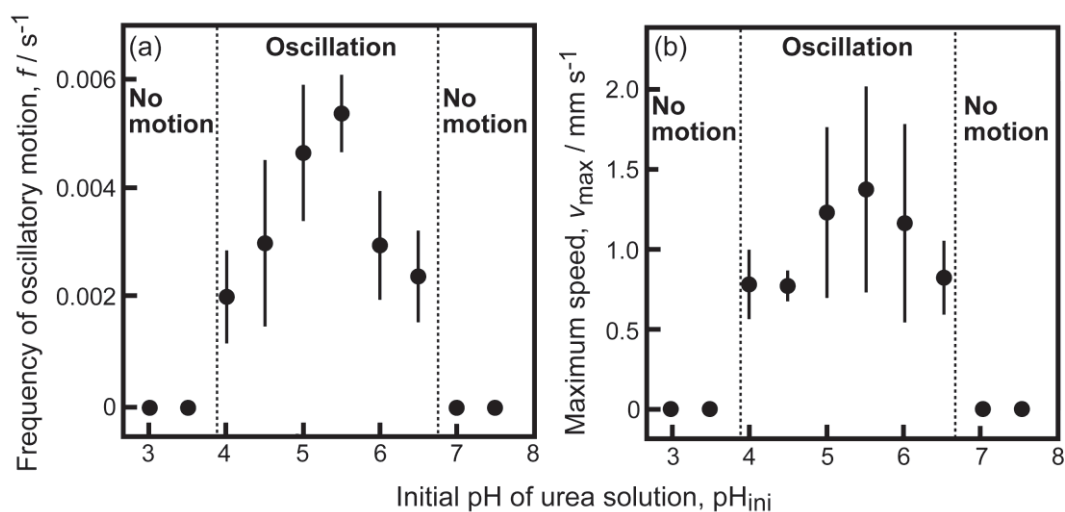 (a)
Oscillation
No
motion
No
motion
Frequency of oscillatory motion, f / s-1
0.006
0.004
0.002
0
3 4 5 6 7 8
(b)
Oscillation
No
motion
No
motion
Maximum speed, vmax / mm s-1
2.0
1.5
1.0
0.5
0
3 4 5 6 7 8
Initial pH of urea solution, pHini